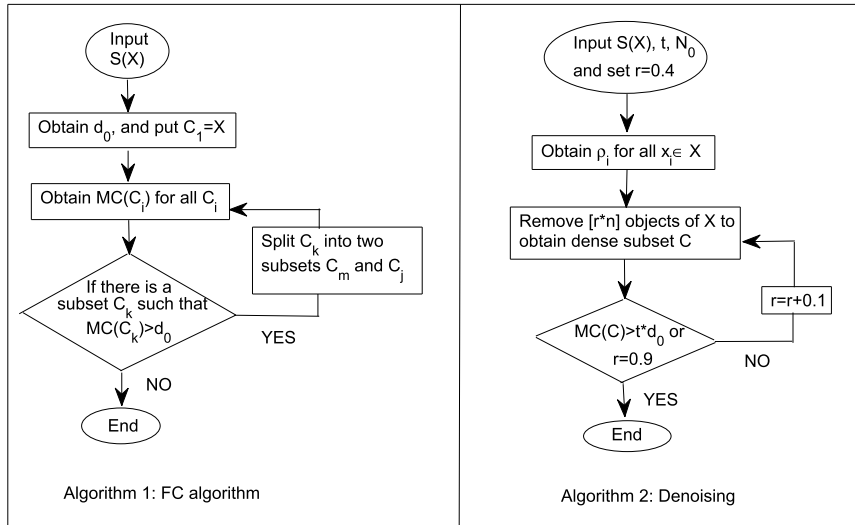 Input
S(X)
Obtain d₀, and put C₁=X
Obtain MC(Cᵢ) for all Cᵢ
Split Cₖ into two
subsets Cₘ and Cⱼ
If there is a
subset Cₖ such that
MC(Cₖ)>d₀
YES
NO
End
Algorithm 1: FC algorithm
Input S(X), t, N₀
and set r=0.4
Obtain ρᵢ for all xᵢ∈ X
Remove [r*n] objects of X to
obtain dense subset C
r=r+0.1
MC(C)>t*d₀ or
r=0.9
NO
YES
End
Algorithm 2: Denoising